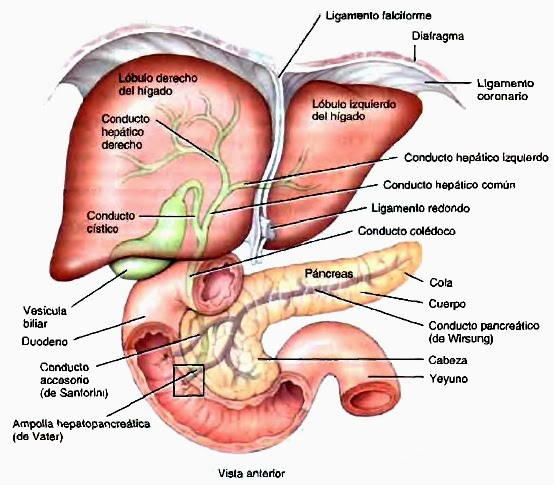 Ligamento falciforme
Diafragma
Ligamento
coronario
Lóbulo derecho
del hígado
Lóbulo izquierdo
del hígado
Conducto
hepático
derecho
Conducto hepático izquierdo
Conducto hepático común
Ligamento redondo
Conducto colédoco
Conducto
cístico
Páncreas
Cola
Cuerpo
Conducto pancreático
(de Wirsung)
Cabeza
Yeyuno
Vesícula
biliar
Duodeno
Conducto
accesorio
(de Santorini)
Ampolla hepatopancreática
(de Vater)
Vista anterior